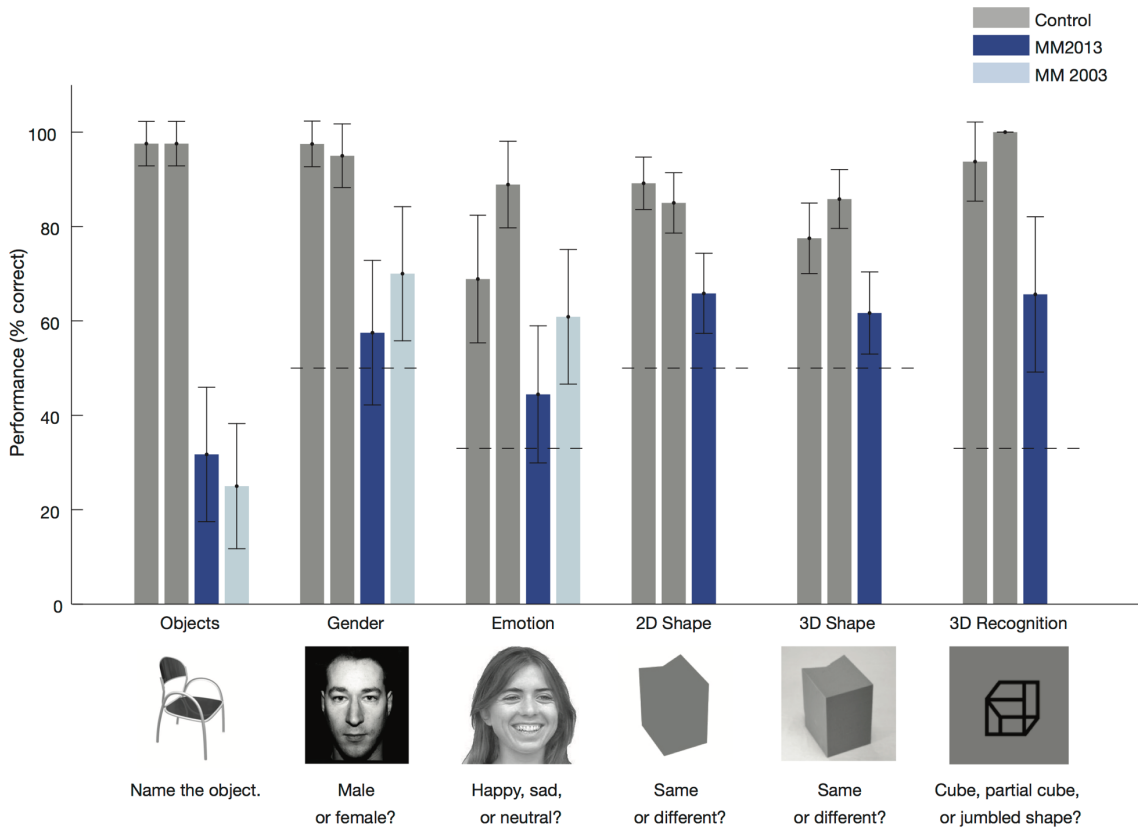 Control
MM2013
MM 2003
Performance (% correct)
100
80
60
40
20
0
Objects
Gender
Emotion
2D Shape
3D Shape
3D Recognition
Name the object.
Male
or female?
Happy, sad,
or neutral?
Same
or different?
Same
or different?
Cube, partial cube,
or jumbled shape?